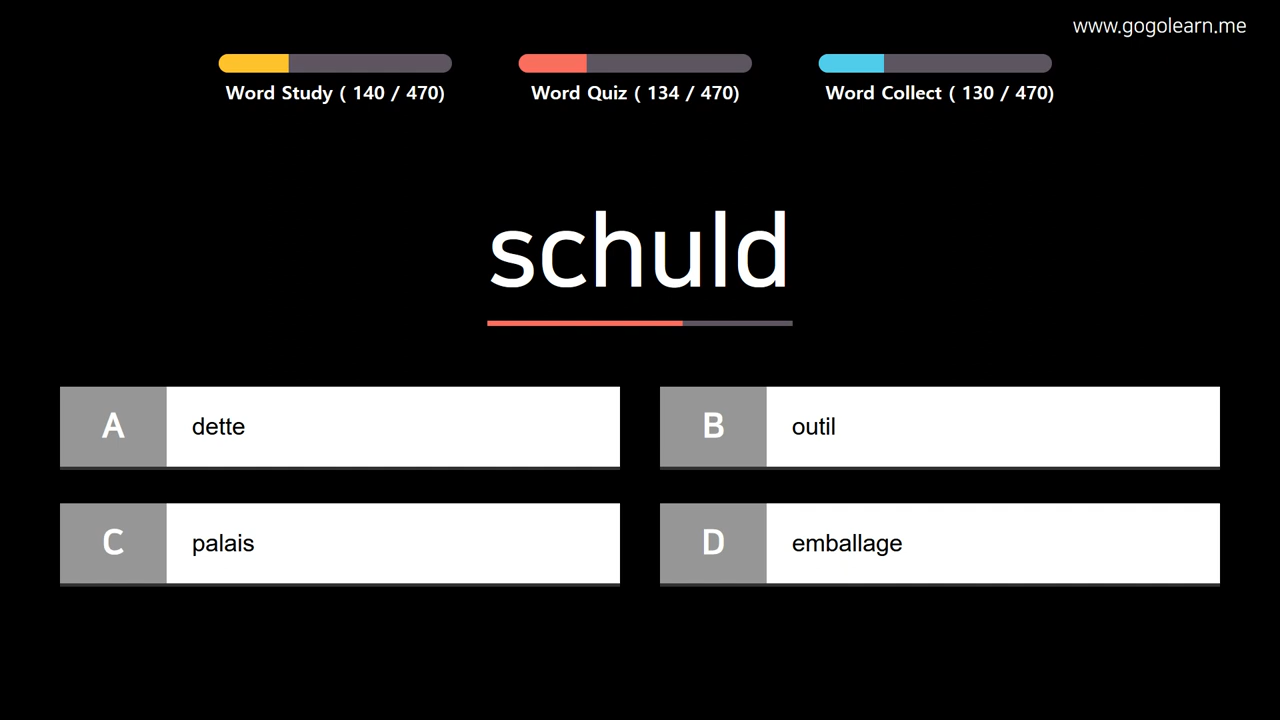 www.gogolearn.me
Word Study ( 140 / 470)
Word Quiz ( 134 / 470)
Word Collect ( 130 / 470)
schuld
A dette
B outil
C palais
D emballage